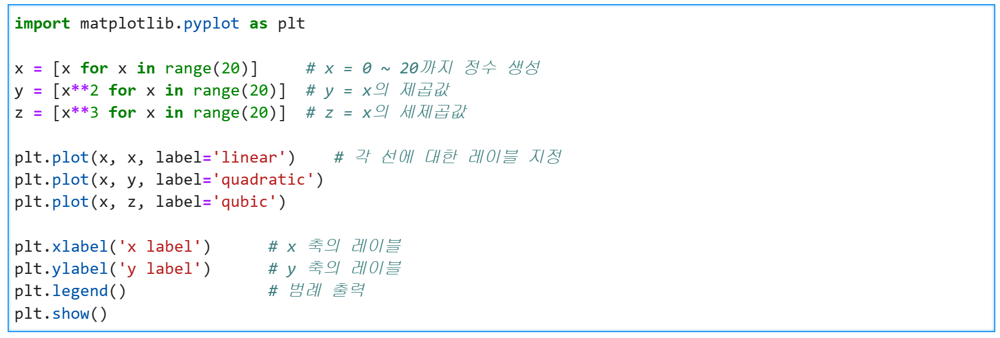 import matplotlib.pyplot as plt
x = [x for x in range(20)]     # x = 0 ~ 20까지 정수 생성
y = [x**2 for x in range(20)]  # y = x의 제곱값
z = [x**3 for x in range(20)]  # z = x의 세제곱값
plt.plot(x, x, label='linear')    # 각 선에 대한 레이블 지정
plt.plot(x, y, label='quadratic')
plt.plot(x, z, label='qubic')
plt.xlabel('x label')      # x 축의 레이블
plt.ylabel('y label')      # y 축의 레이블
plt.legend()               # 범례 출력
plt.show()